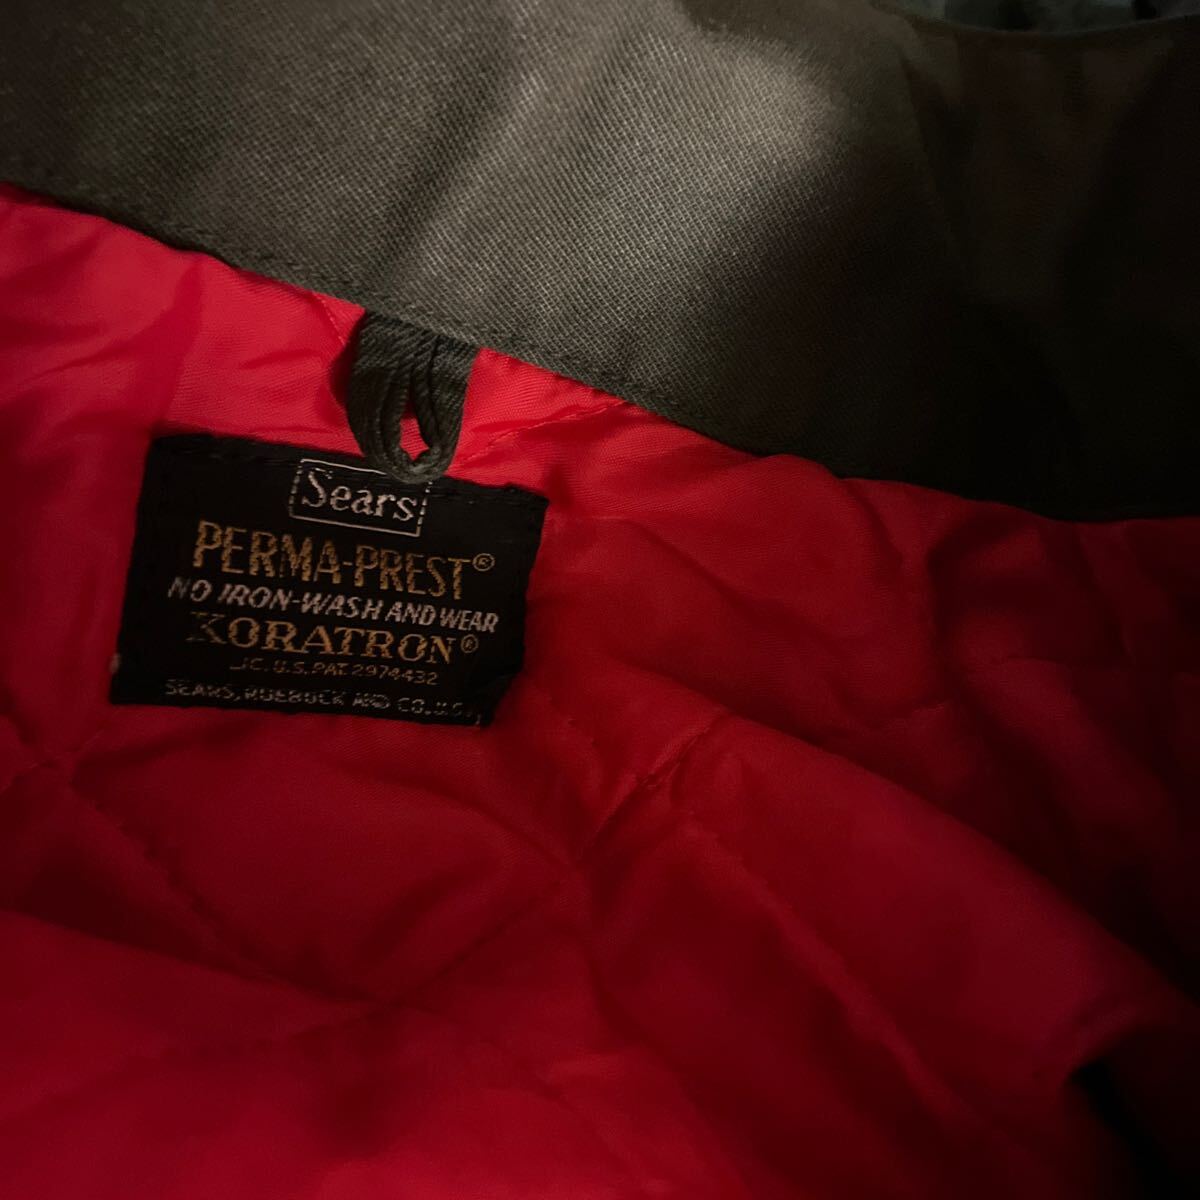 Sears
PERMA-PREST®
NO IRON-WASH AND WEAR
KORATRON®
LIC. U.S. PAT. 2974432
SEARS, ROEBUCK AND CO., U.S.A.